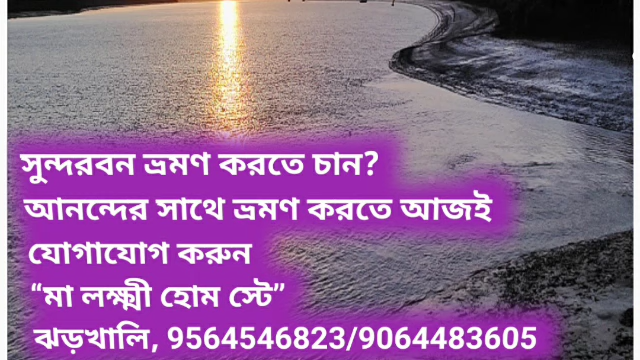 সুন্দরবন ভ্রমণ করতে চান?
আনন্দের সাথে ভ্রমণ করতে আজই
যোগাযোগ করুন
“মা লক্ষ্মী হোম স্টে”
ঝড়খালি, 9564546823/9064483605